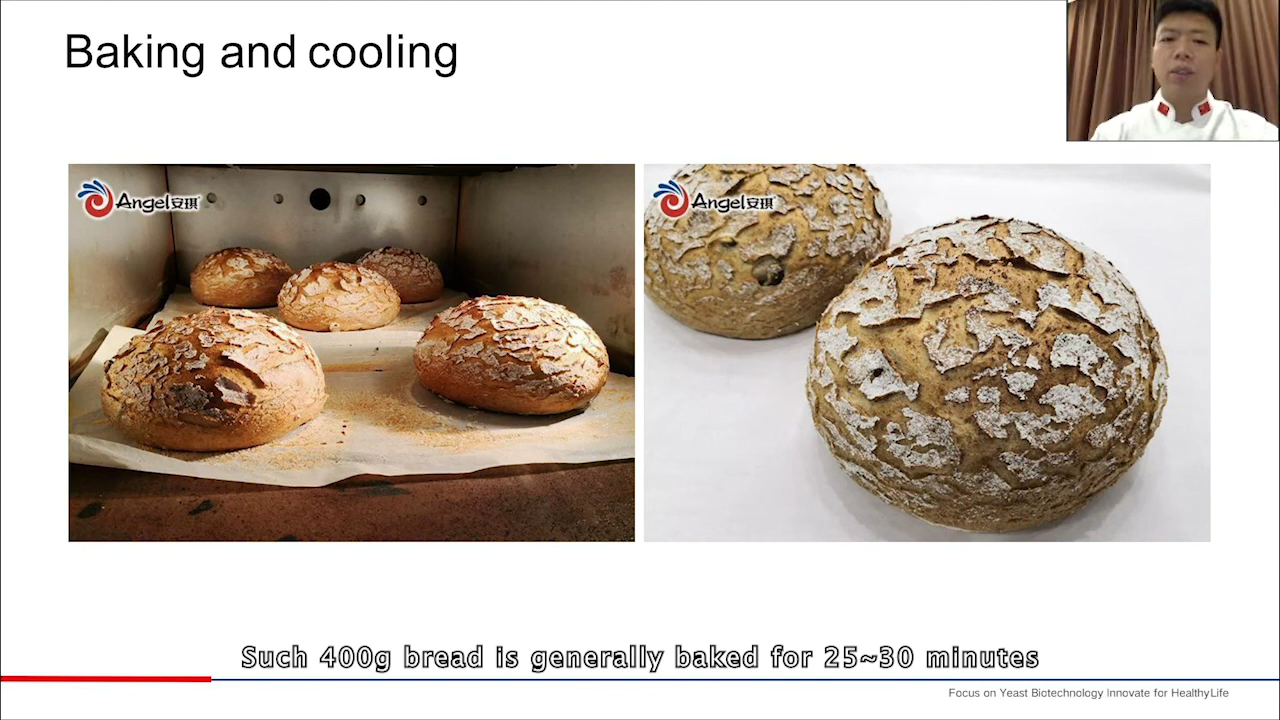 Baking and cooling
Angel安琪
Angel安琪
Such 400g bread is generally baked for 25~30 minutes
Focus on Yeast Biotechnology Innovate for HealthyLife